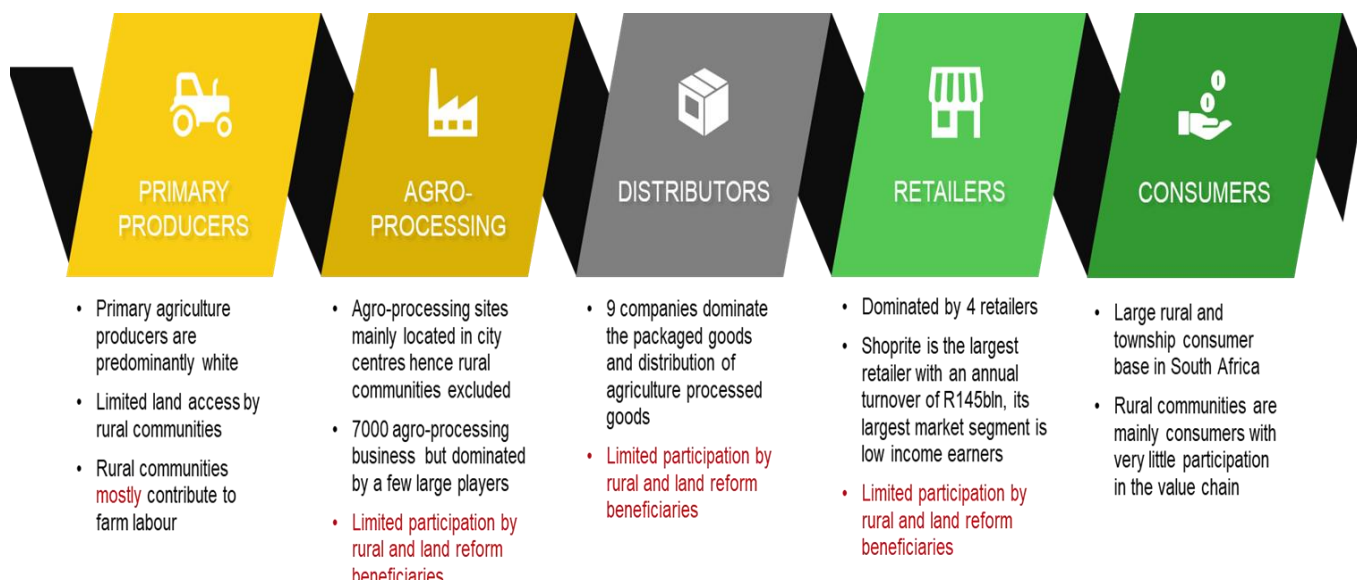 PRIMARY
PRODUCERS
• Primary agriculture
producers are
predominantly white
• Limited land access by
rural communities
• Rural communities
mostly contribute to
farm labour
AGRO-
PROCESSING
• Agro-processing sites
mainly located in city
centres hence rural
communities excluded
• 7000 agro-processing
business but dominated
by a few large players
• Limited participation by
rural and land reform
beneficiaries
DISTRIBUTORS
• 9 companies dominate
the packaged goods
and distribution of
agriculture processed
goods
• Limited participation by
rural and land reform
beneficiaries
RETAILERS
• Dominated by 4 retailers
• Shoprite is the largest
retailer with an annual
turnover of R145bln, its
largest market segment is
low income earners
• Limited participation by
rural and land reform
beneficiaries
CONSUMERS
• Large rural and
township consumer
base in South Africa
• Rural communities are
mainly consumers with
very little participation
in the value chain